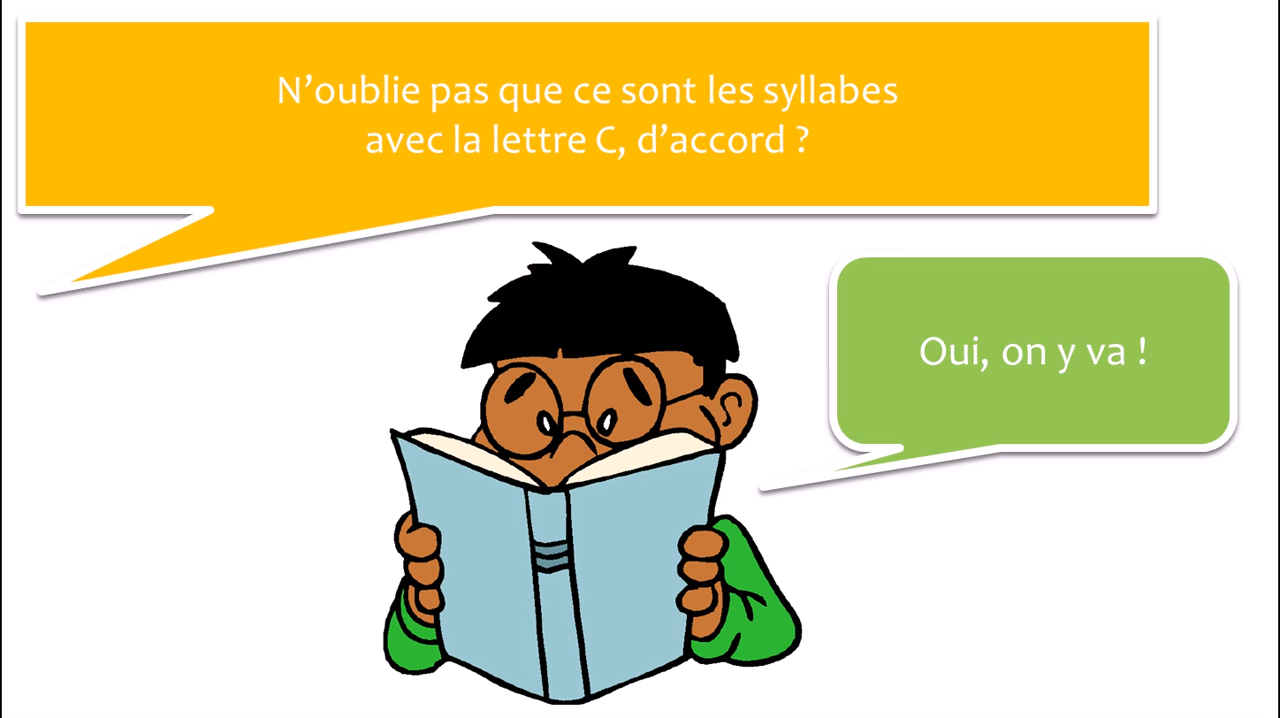 N’oublie pas que ce sont les syllabes
avec la lettre C, d’accord ?
Oui, on y va !